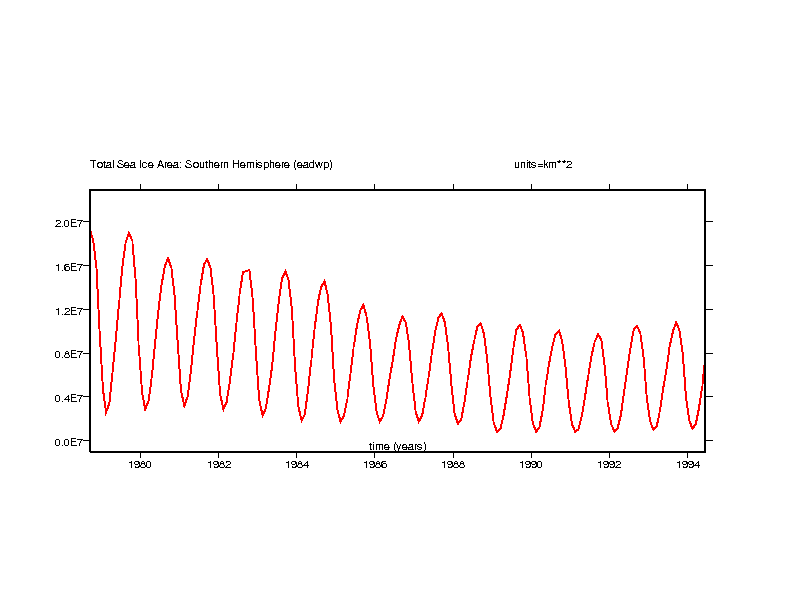 Total Sea Ice Area: Southern Hemisphere (eadwp) units=km**2
2.0E7
1.6E7
1.2E7
0.8E7
0.4E7
0.0E7
time (years)
1980 1982 1984 1986 1988 1990 1992 1994